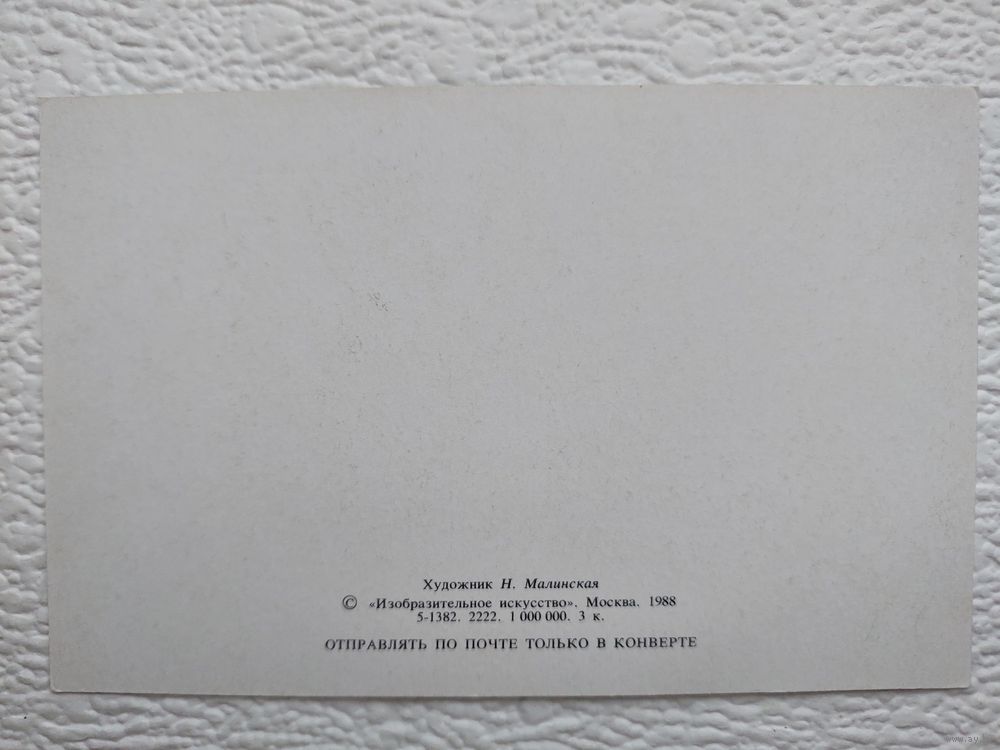 Художник Н. Малинская
© «Изобразительное искусство». Москва. 1988
5-1382. 2222. 1 000 000. 3 к.
ОТПРАВЛЯТЬ ПО ПОЧТЕ ТОЛЬКО В КОНВЕРТЕ